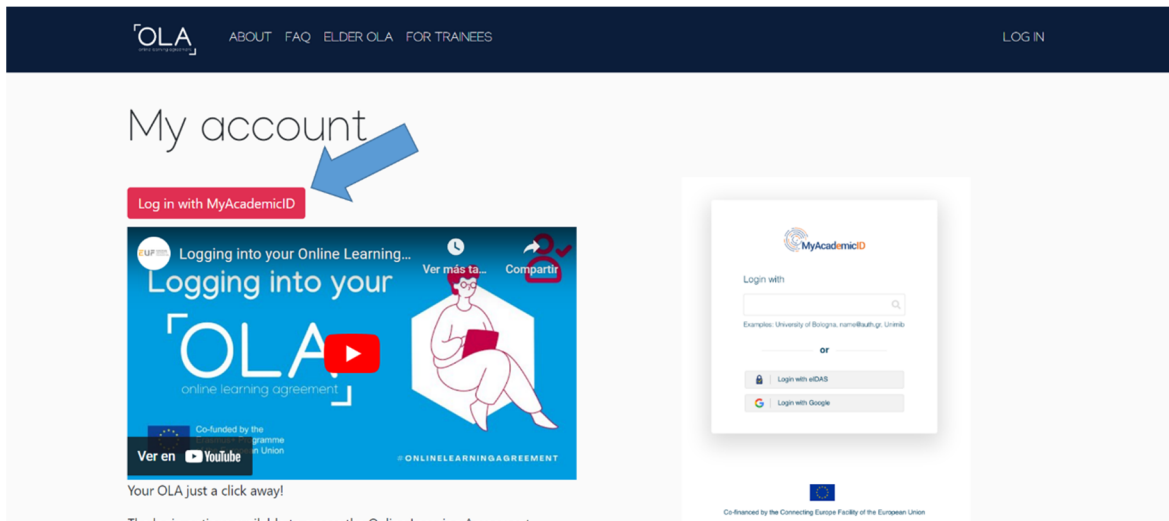 OLA
online learning agreement
ABOUT FAQ ELDER OLA FOR TRAINEES
LOG IN
My account
Log in with MyAcademicID
EUF
Logging into your Online Learning...
Ver más ta...
Compartir
Logging into your
OLA
online learning agreement
Co-funded by the
Programme
Union
Ver en YouTube
@ONLINELEARNINGAGREEMENT
Your OLA just a click away!
MyAcademicID
Login with
Examples: University of Bologna, name@auth.gr, Unimib
or
Login with eIDAS
Login with Google
Co-financed by the Connecting Europe Facility of the European Union